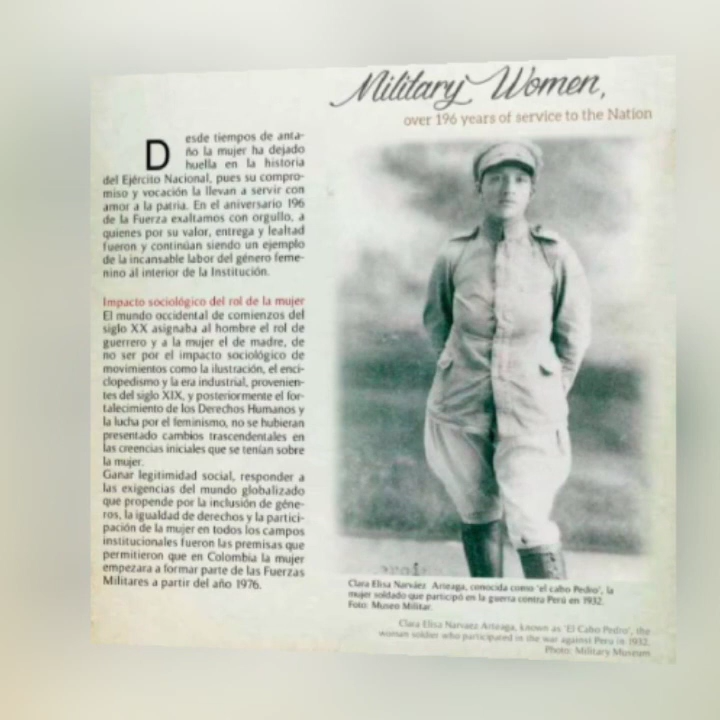 Military Women,
over 196 years of service to the Nation
Desde tiempos de anta-
ño la mujer ha dejado
huella en la historia
del Ejército Nacional, pues su compro-
miso y vocación la llevan a servir con
amor a la patria. En el aniversario 196
de la Fuerza exaltamos con orgullo, a
quienes por su valor, entrega y lealtad
fueron y continúan siendo un ejemplo
de la incansable labor del género feme-
nino al interior de la Institución.
Impacto sociológico del rol de la mujer
El mundo occidental de comienzos del
siglo XX asignaba al hombre el rol de
guerrero y a la mujer el de madre, de
no ser por el impacto sociológico de
movimientos como la ilustración, el enci-
clopedismo y la era industrial, provenien-
tes del siglo XIX, y posteriormente el for-
talecimiento de los Derechos Humanos y
la lucha por el feminismo, no se hubieran
presentado cambios trascendentales en
las creencias iniciales que se tenían sobre
la mujer.
Ganar legitimidad social, responder a
las exigencias del mundo globalizado
que propende por la inclusión de géne-
ros, la igualdad de derechos y la partici-
pación de la mujer en todos los campos
institucionales fueron las premisas que
permitieron que en Colombia la mujer
empezara a formar parte de las Fuerzas
Militares a partir del año 1976.
Clara Elisa Narváez Arteaga, conocida como 'el cabo Pedro', la
mujer soldado que participó en la guerra contra Perú en 1932.
Foto: Museo Militar.
Clara Elisa Narvaez Arteaga, known as 'El Cabo Pedro', the
woman soldier who participated in the war against Peru in 1932.
Photo: Military Museum